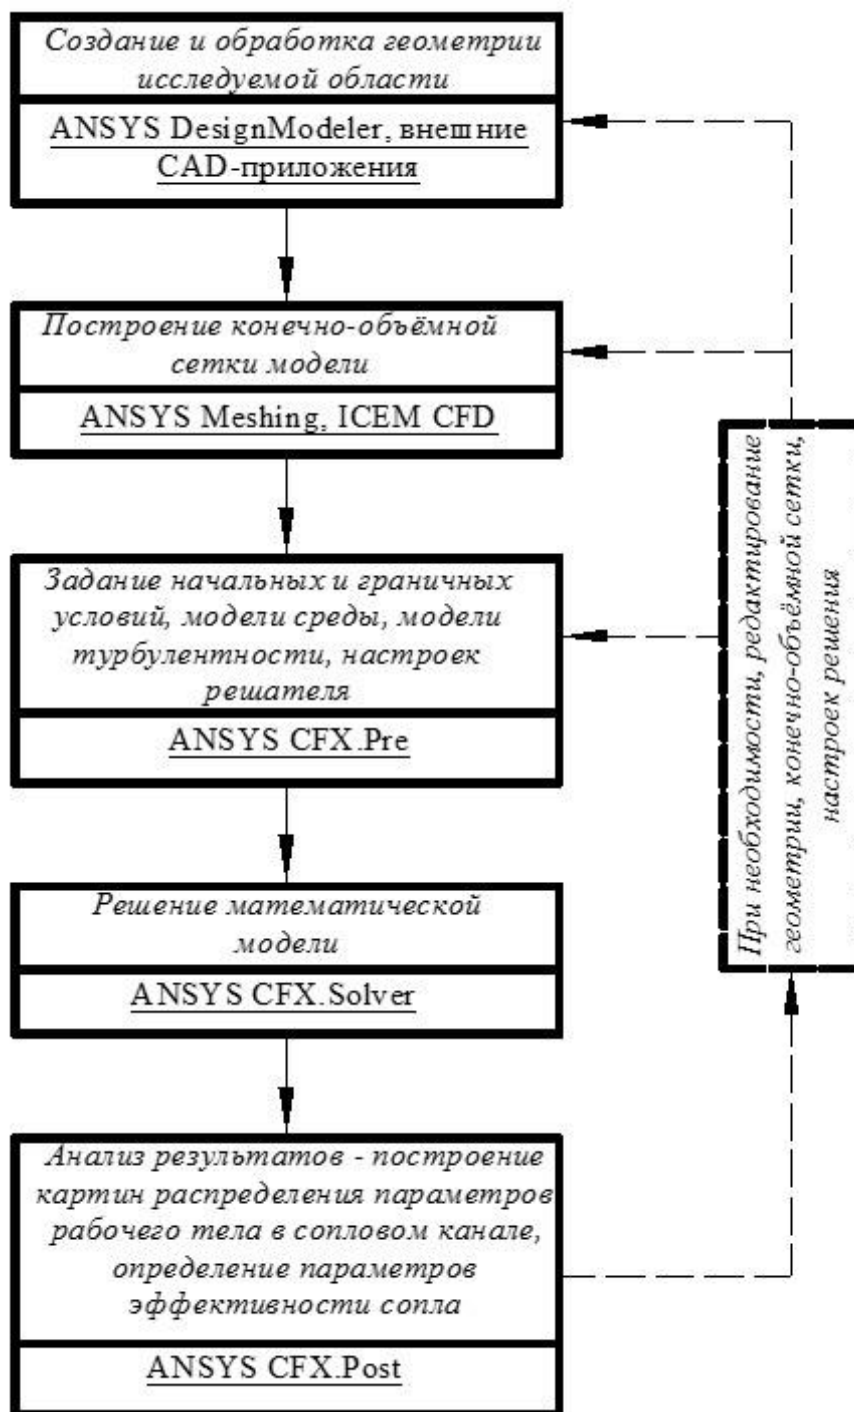 Создание и обработка геометрии
исследуемой области
ANSYS DesignModeler, внешние
CAD-приложения
Построение конечно-объёмной
сетки модели
ANSYS Meshing, ICEM CFD
Задание начальных и граничных
условий, модели среды, модели
турбулентности, настроек
решателя
ANSYS CFX.Pre
Решение математической
модели
ANSYS CFX.Solver
Анализ результатов - построение
картин распределения параметров
рабочего тела в сопловом канале,
определение параметров
эффективности сопла
ANSYS CFX.Post
При необходимости, редактирование
геометрии, конечно-объёмной сетки,
настроек решения